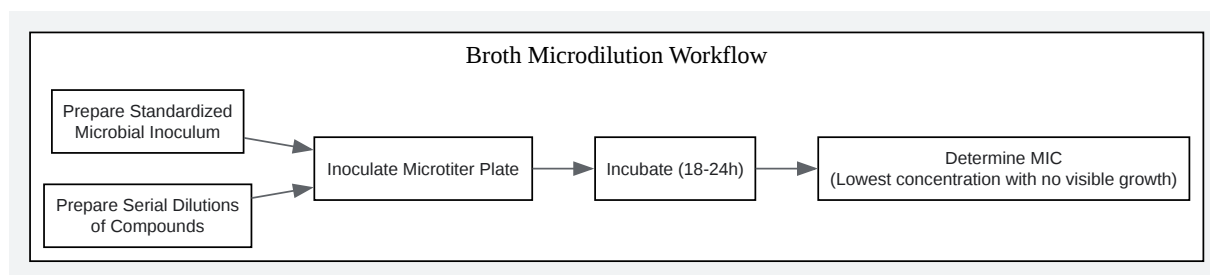 Broth Microdilution Workflow
Prepare Standardized
Microbial Inoculum
Prepare Serial Dilutions
of Compounds
Inoculate Microtiter Plate
Incubate (18-24h)
Determine MIC
(Lowest concentration with no visible growth)